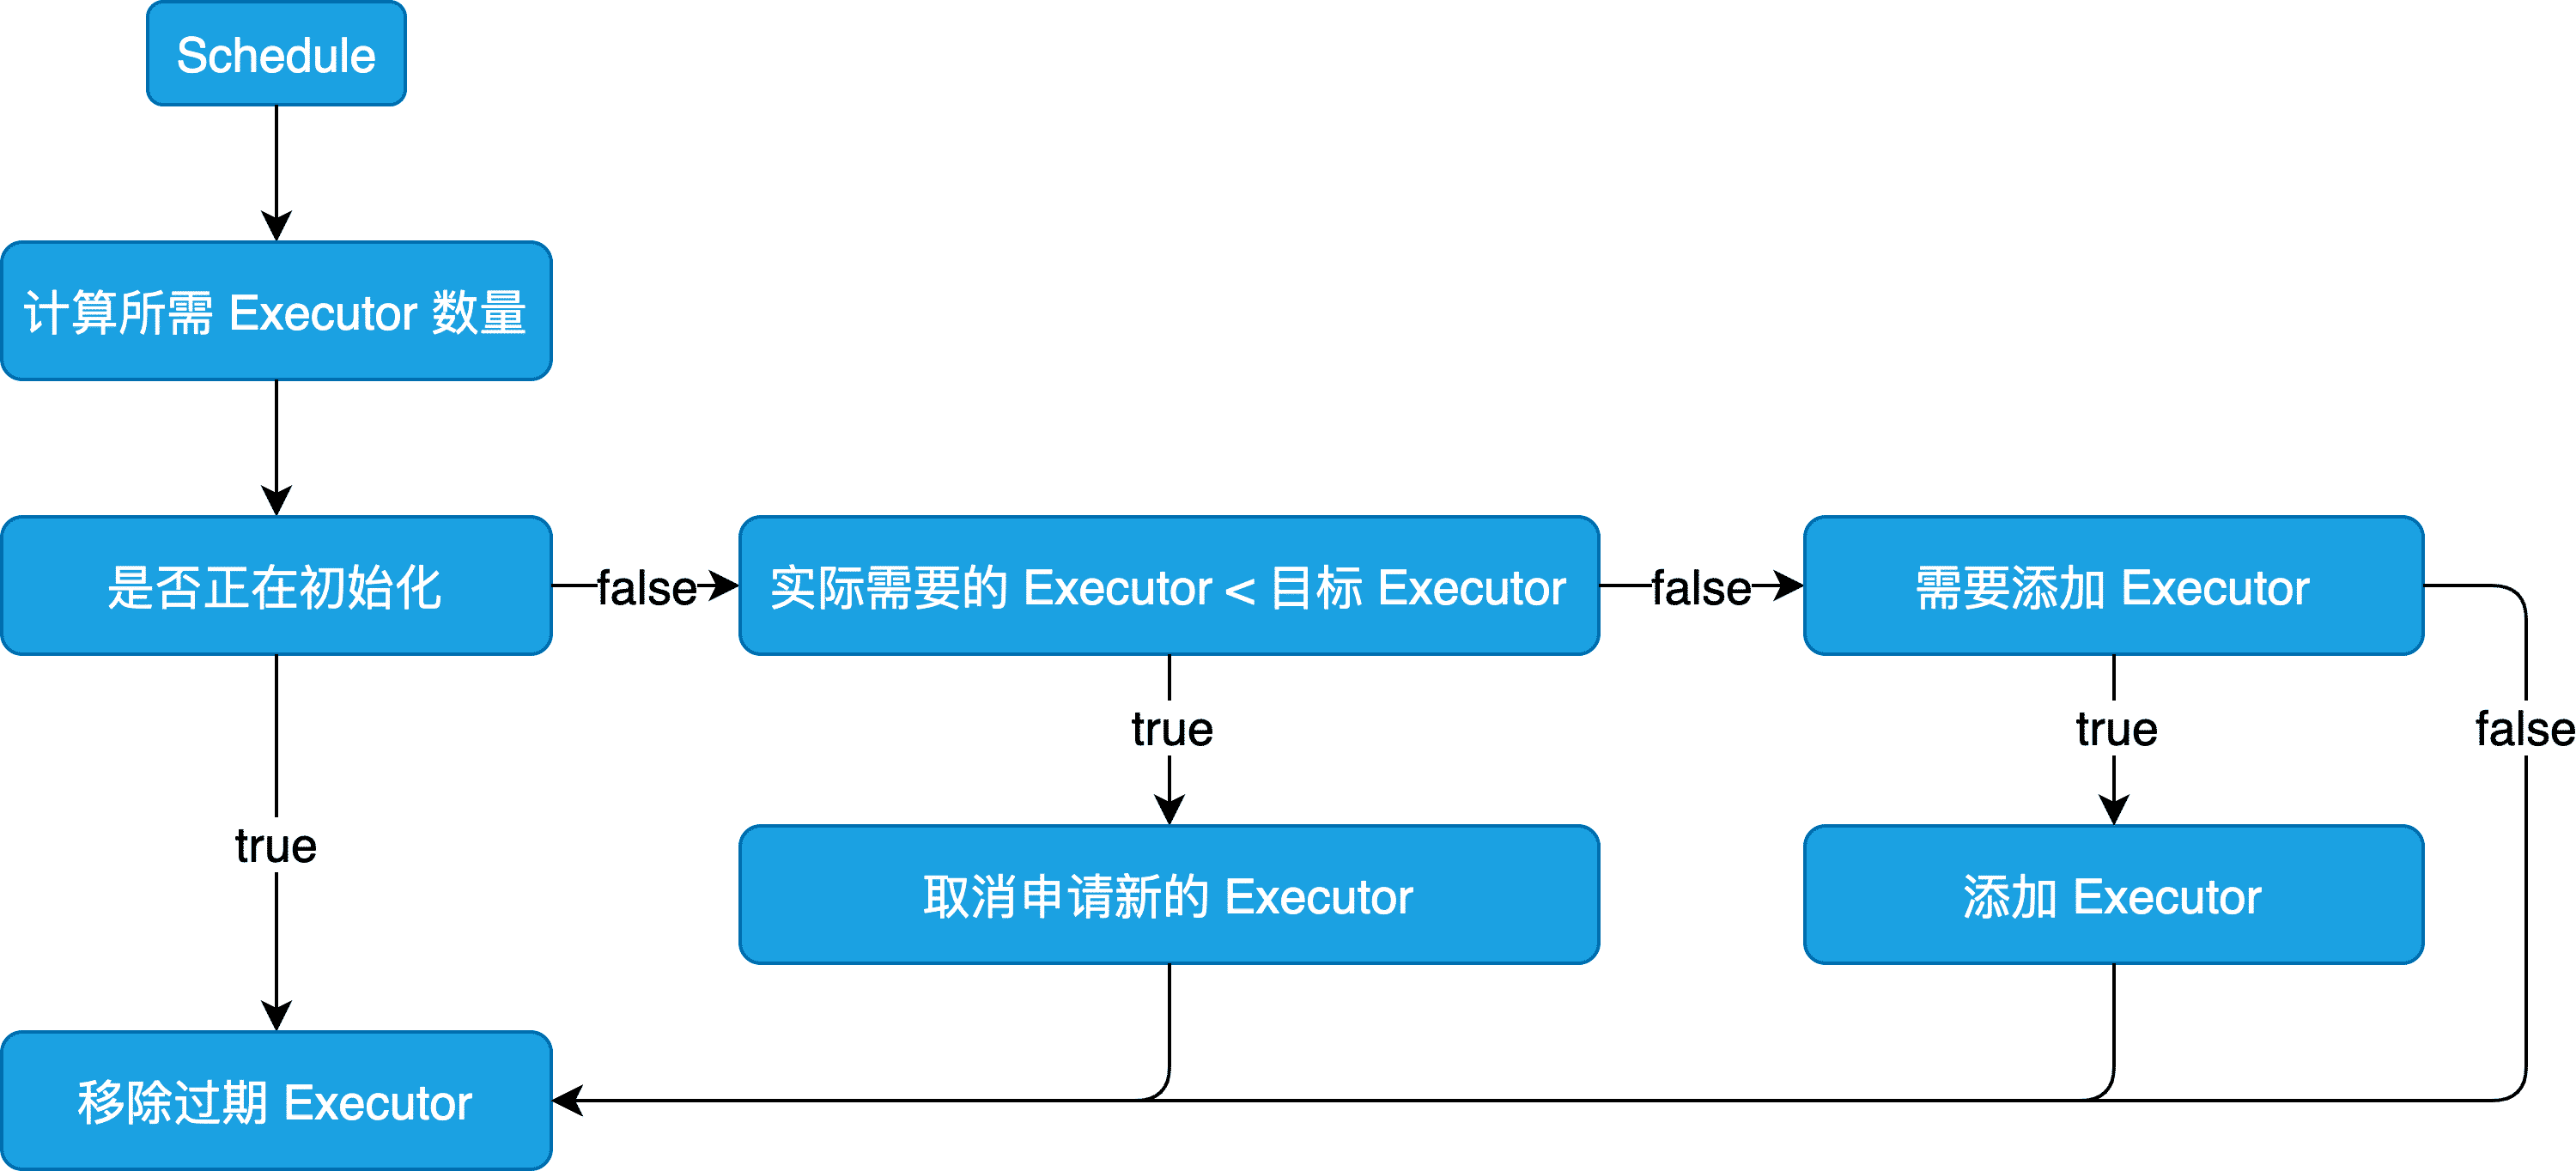 Schedule
计算所需 Executor 数量
是否正在初始化
false
实际需要的 Executor < 目标 Executor
false
需要添加 Executor
true
true
false
true
取消申请新的 Executor
添加 Executor
移除过期 Executor